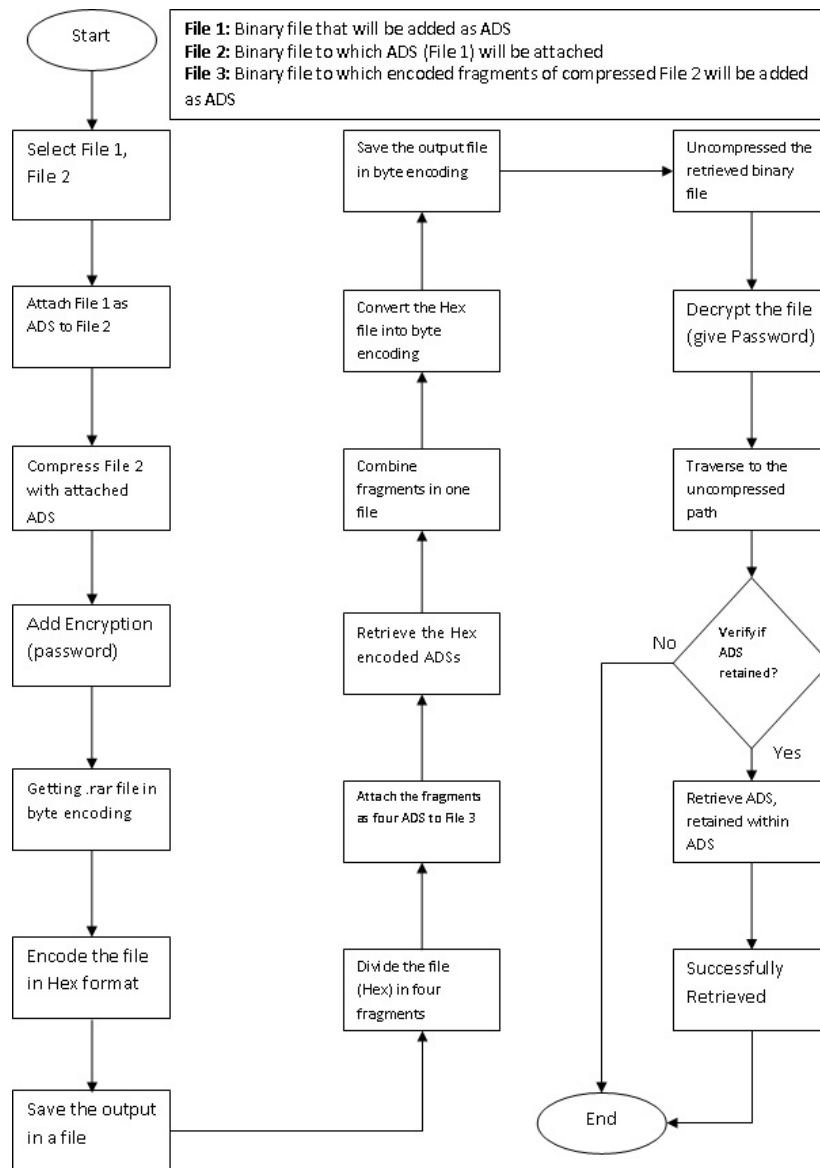 Start
File 1: Binary file that will be added as ADS
File 2: Binary file to which ADS (File 1) will be attached
File 3: Binary file to which encoded fragments of compressed File 2 will be added
as ADS
Select File 1,
File 2
Attach File 1 as
ADS to File 2
Compress File 2
with attached
ADS
Add Encryption
(password)
Getting .rar file in
byte encoding
Encode the file
in Hex format
Save the output
in a file
Divide the file
(Hex) in four
fragments
Attach the fragments
as four ADS to File 3
Retrieve the Hex
encoded ADSs
Combine
fragments in one
file
Convert the Hex
file into byte
encoding
Save the output file
in byte encoding
Uncompressed the
retrieved binary
file
Decrypt the file
(give Password)
Traverse to the
uncompressed
path
Verify if
ADS
retained?
No
Yes
Retrieve ADS,
retained within
ADS
Successfully
Retrieved
End